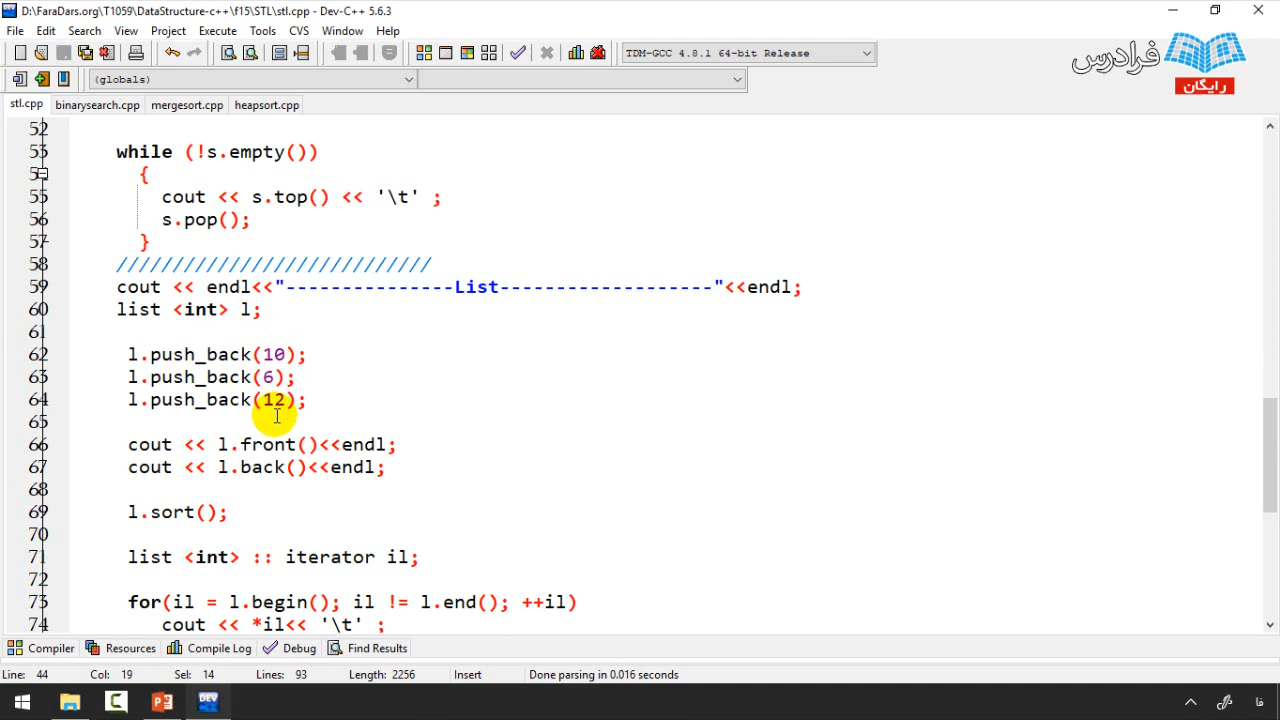 D:\FaraDars.org\T1059\DataStructure-c++\f15\STL\stl.cpp - Dev-C++ 5.6.3
File Edit Search View Project Execute Tools CVS Window Help
TDM-GCC 4.8.1 64-bit Release
فرادرس
رایگان
(globals)
stl.cpp binarysearch.cpp mergesort.cpp heapsort.cpp
52
53 while (!s.empty())
54 {
55 cout << s.top() << '\t' ;
56 s.pop();
57 }
58 ////////////////////////////
59 cout << endl<<"---------------List-------------------"<<endl;
60 list <int> l;
61
62 l.push_back(10);
63 l.push_back(6);
64 l.push_back(12);
65
66 cout << l.front()<<endl;
67 cout << l.back()<<endl;
68
69 l.sort();
70
71 list <int> :: iterator il;
72
73 for(il = l.begin(); il != l.end(); ++il)
74 cout << *il<< '\t' ;
Compiler Resources Compile Log Debug Find Results
Line: 44 Col: 19 Sel: 14 Lines: 93 Length: 2256 Insert Done parsing in 0.016 seconds
DEV فا